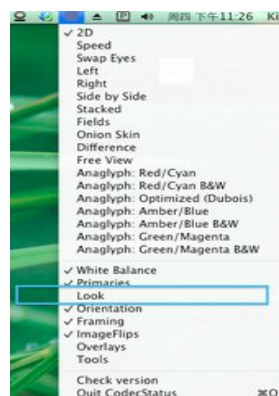 周四 下午11:26 Ki
2D
Speed
Swap Eyes
Left
Right
Side by Side
Stacked
Fields
Onion Skin
Difference
Free View
Anaglyph: Red/Cyan
Anaglyph: Red/Cyan B&W
Anaglyph: Optimized (Dubois)
Anaglyph: Amber/Blue
Anaglyph: Amber/Blue B&W
Anaglyph: Green/Magenta
Anaglyph: Green/Magenta B&W
White Balance
Primaries
Look
Orientation
Framing
ImageFlips
Overlays
Tools
Check version
Quit CodecStatus ⌘Q